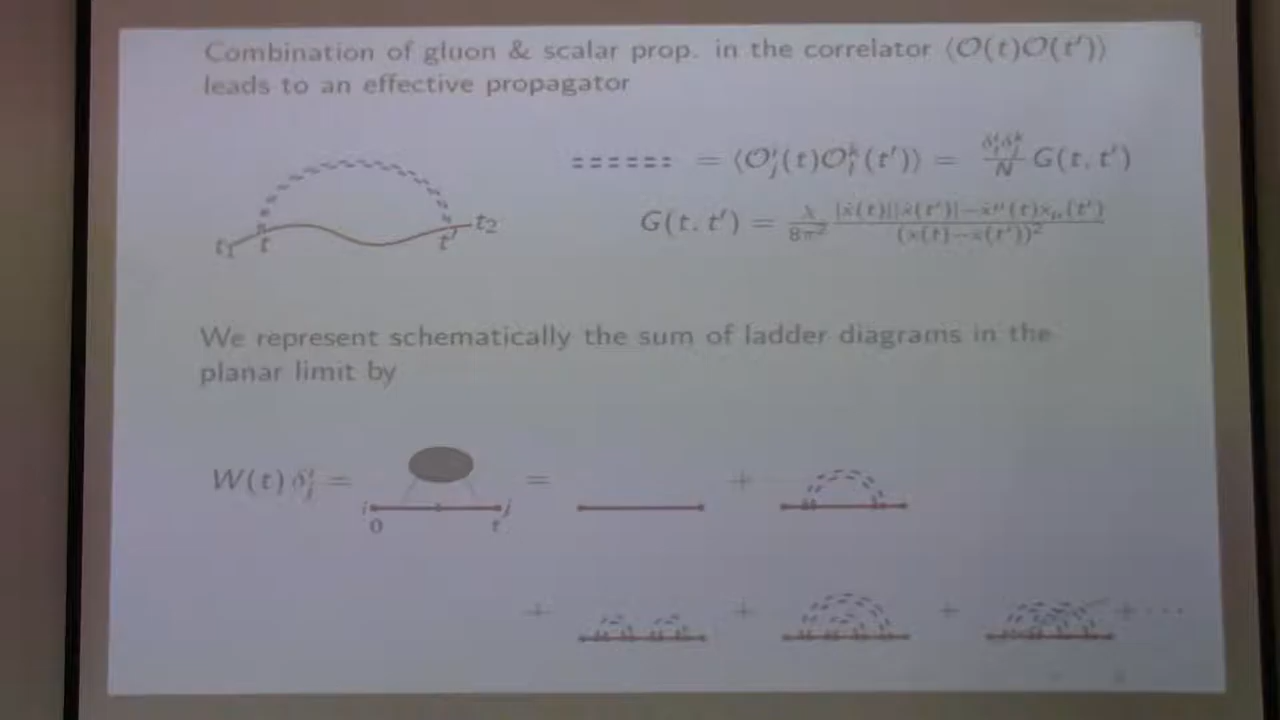 Combination of gluon & scalar prop. in the correlator ⟨O(t)O(t′)⟩
leads to an effective propagator
====== = ⟨O^i_j(t)O^k_l(t′)⟩ = δ^i_l δ^k_j / N G(t, t′)
G(t, t′) = λ/8π² |ẋ(t)||ẋ(t′)|−ẋ^μ(t)ẋ_μ(t′) / (x(t)−x(t′))²
t₁ t t′ t₂
We represent schematically the sum of ladder diagrams in the
planar limit by
W(t) δ^i_j = i j = +
0 t
+ + + + ···